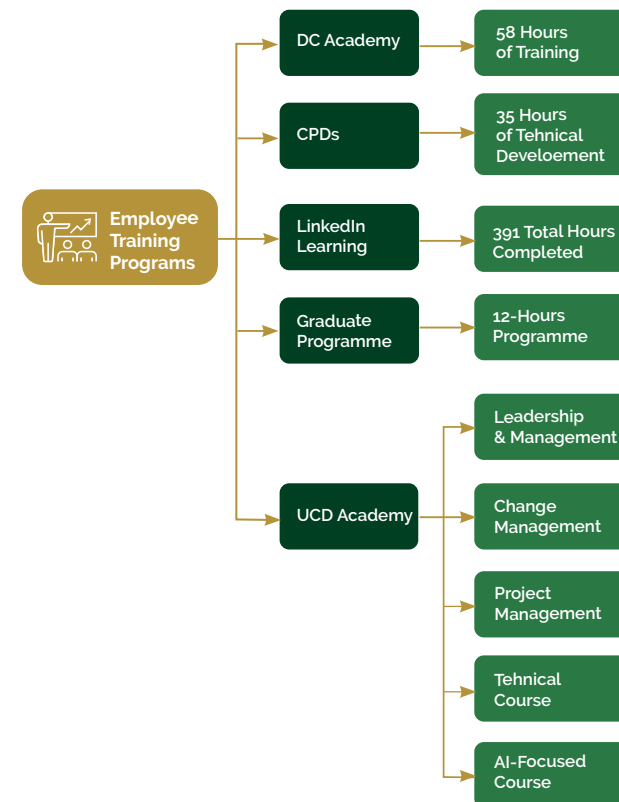 DC Academy
58 Hours
of Training
CPDs
35 Hours
of Tehnical
Develoement
Employee
Training
Programs
LinkedIn
Learning
391 Total Hours
Completed
Graduate
Programme
12-Hours
Programme
UCD Academy
Leadership
& Management
Change
Management
Project
Management
Tehnical
Course
AI-Focused
Course